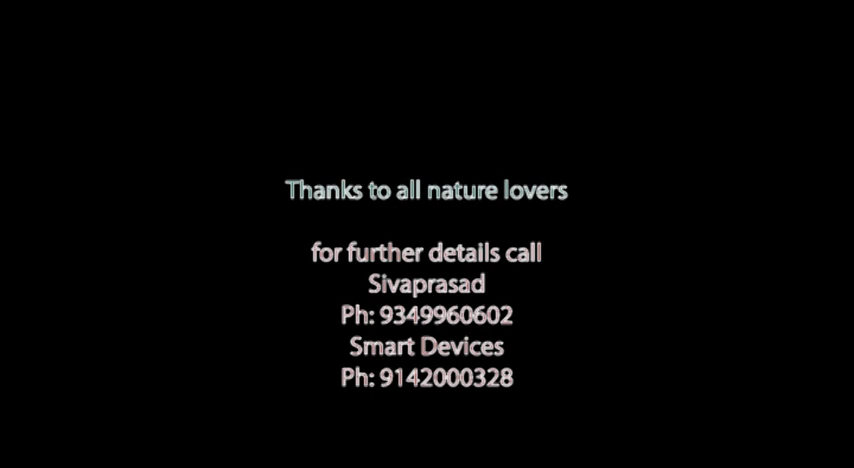 Thanks to all nature lovers
for further details call
Sivaprasad
Ph: 9349960602
Smart Devices
Ph: 9142000328